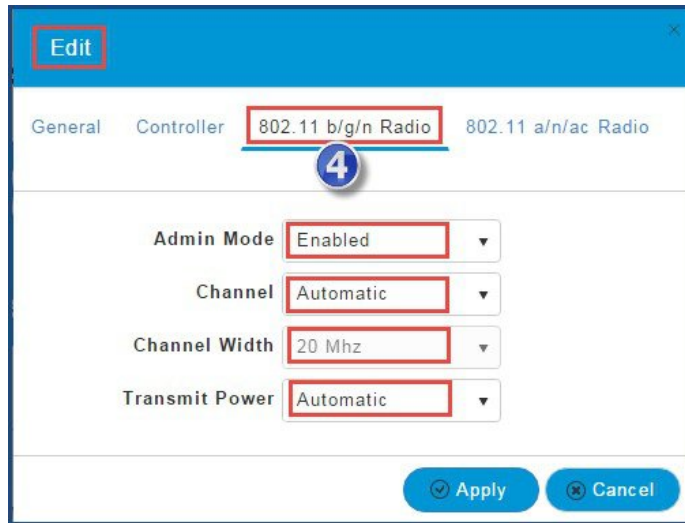 Edit
General Controller 802.11 b/g/n Radio 802.11 a/n/ac Radio
4
Admin Mode Enabled
Channel Automatic
Channel Width 20 Mhz
Transmit Power Automatic
Apply Cancel